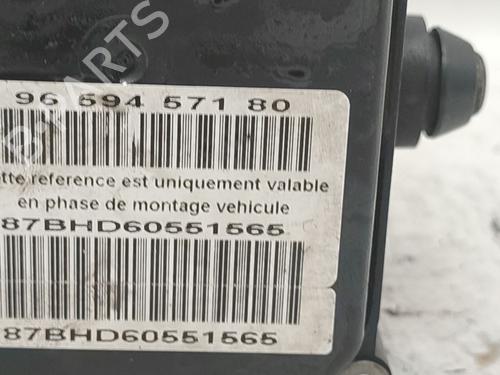 96 594 571 80
tte reference est uniquement valable
en phase de montage vehicule
87BHD60551565
87BHD60551565